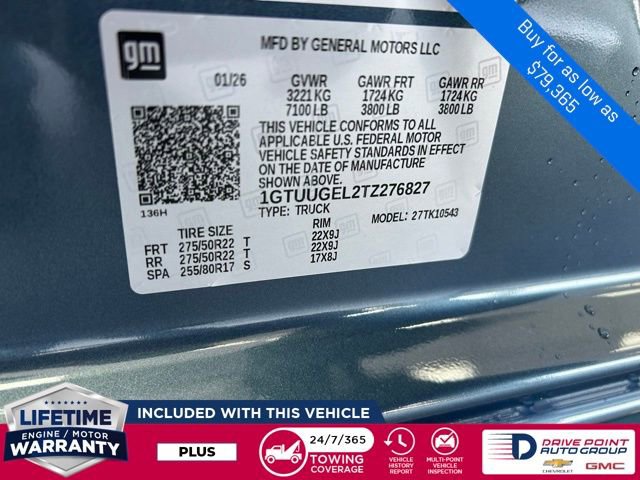 gm
MFD BY GENERAL MOTORS LLC
01/26 GVWR GAWR FRT GAWR RR
3221 KG 1724 KG 1724 KG
7100 LB 3800 LB 3800 LB
THIS VEHICLE CONFORMS TO ALL
APPLICABLE U.S. FEDERAL MOTOR
VEHICLE SAFETY STANDARDS IN EFFECT
ON THE DATE OF MANUFACTURE
SHOWN ABOVE.
1GTUUGEL2TZ276827
136H
TYPE: TRUCK MODEL: 27TK10543
TIRE SIZE RIM
FRT 275/50R22 T 22X9J
RR 275/50R22 T 22X9J
SPA 255/80R17 S 17X8J
Buy for as low as
$79,365
LIFETIME
ENGINE / MOTOR
WARRANTY
INCLUDED WITH THIS VEHICLE
PLUS
24/7/365
TOWING
COVERAGE
VEHICLE
HISTORY
REPORT
MULTI-POINT
VEHICLE
INSPECTION
DRIVE POINT
AUTO GROUP
CHEVROLET GMC